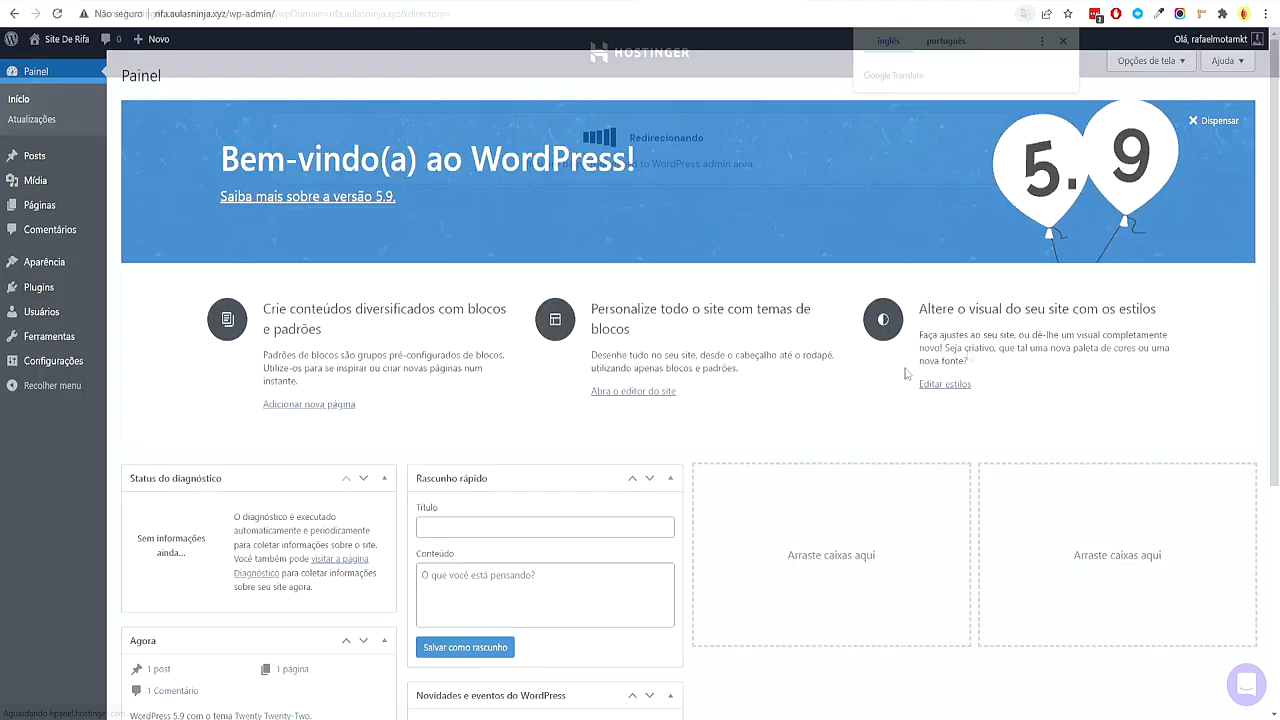 Não seguro | rifa.aulasninja.xyz/wp-admin/
Site De Rifa 0 Novo
HOSTINGER
inglês português
Google Translate
Olá, rafaelmotamkt
Painel
Início
Atualizações
Posts
Mídia
Páginas
Comentários
Aparência
Plugins
Usuários
Ferramentas
Configurações
Recolher menu
Painel
Opções de tela
Ajuda
Redirecionando
to WordPress admin area
Bem-vindo(a) ao WordPress!
Saiba mais sobre a versão 5.9.
5.9
Dispensar
Crie conteúdos diversificados com blocos
e padrões
Padrões de blocos são grupos pré-configurados de blocos.
Utilize-os para se inspirar ou criar novas páginas num
instante.
Adicionar nova página
Personalize todo o site com temas de
blocos
Desenhe tudo no seu site, desde o cabeçalho até o rodapé,
utilizando apenas blocos e padrões.
Abra o editor do site
Altere o visual do seu site com os estilos
Faça ajustes ao seu site, ou dê-lhe um visual completamente
novo! Seja criativo, que tal uma nova paleta de cores ou uma
nova fonte?
Editar estilos
Status do diagnóstico
Sem informações
ainda...
O diagnóstico é executado
automaticamente e periodicamente
para coletar informações sobre o site.
Você também pode visitar a página
Diagnóstico para coletar informações
sobre seu site agora.
Agora
1 post
1 página
1 Comentário
WordPress 5.9 com o tema Twenty Twenty-Two.
Rascunho rápido
Título
Conteúdo
O que você está pensando?
Salvar como rascunho
Novidades e eventos do WordPress
Arraste caixas aqui
Arraste caixas aqui
Aguardando hpanel.hostinger.com